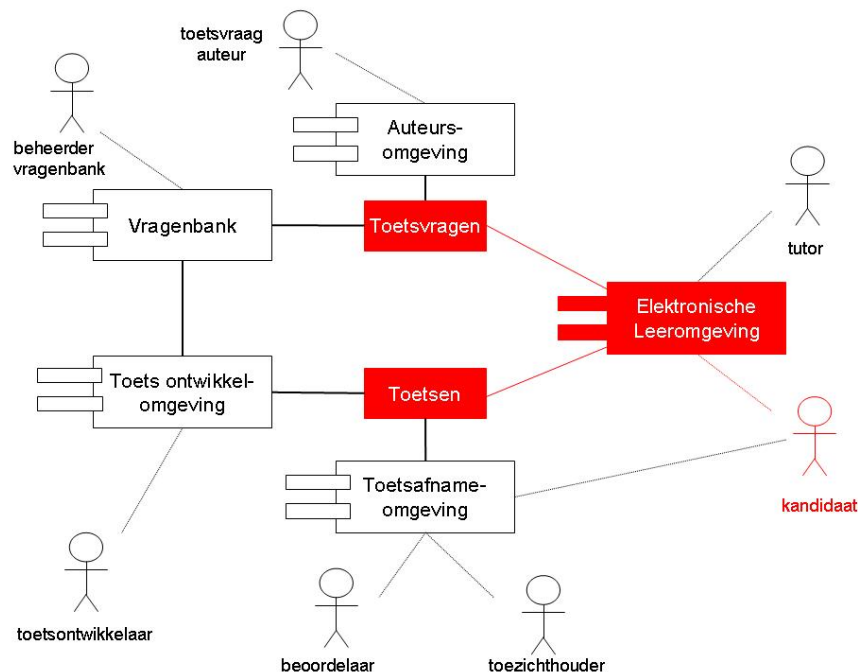 toetsvraag
auteur
beheerder
vragenbank
Auteurs-
omgeving
Vragenbank
Toetsvragen
tutor
Elektronische
Leeromgeving
Toets ontwikkel-
omgeving
Toetsen
Toetsafname-
omgeving
kandidaat
toetsontwikkelaar
beoordelaar
toezichthouder